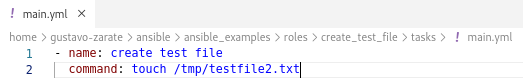 ! main.yml ×
home > gustavo-zarate > ansible > ansible_examples > roles > create_test_file > tasks > ! main.yml
1 - name: create test file
2 command: touch /tmp/testfile2.txt